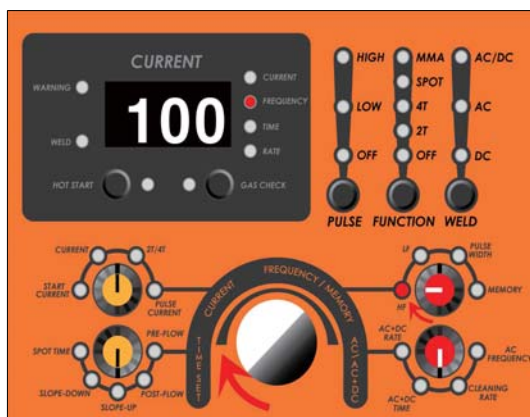 CURRENT
WARNING
WELD
100
CURRENT
FREQUENCY
TIME
RATE
HOT START
GAS CHECK
HIGH
LOW
OFF
PULSE
MMA
SPOT
4T
2T
OFF
FUNCTION
AC/DC
AC
DC
WELD
CURRENT
2T/4T
START
CURRENT
PULSE
CURRENT
SPOT TIME
PRE-FLOW
SLOPE-DOWN
POST-FLOW
SLOPE-UP
TIME SET
CURRENT
FREQUENCY / MEMORY
AC/AC+DC
LF
PULSE
WIDTH
HF
MEMORY
AC+DC
RATE
AC
FREQUENCY
AC+DC
TIME
CLEANING
RATE